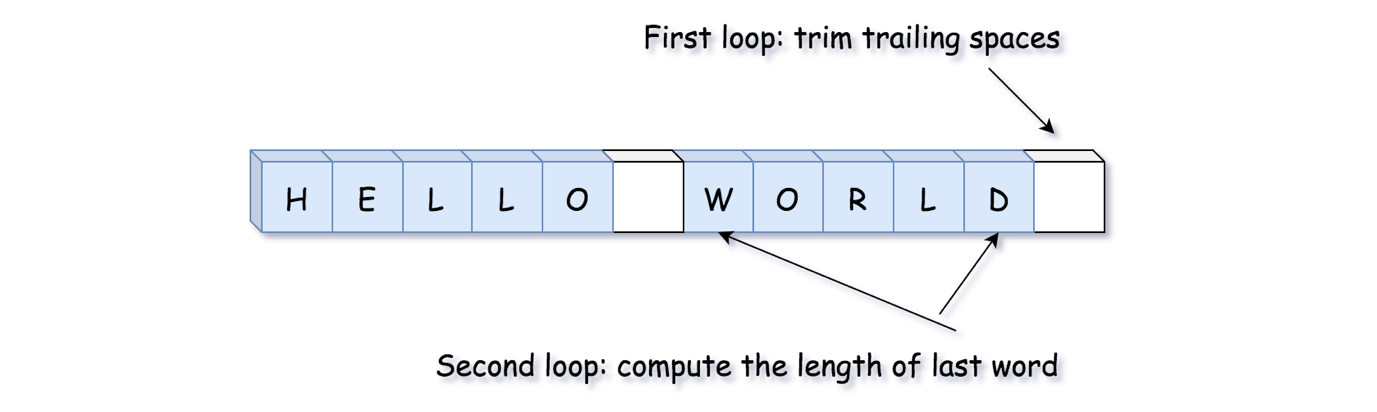 First loop: trim trailing spaces
H E L L O W O R L D
Second loop: compute the length of last word